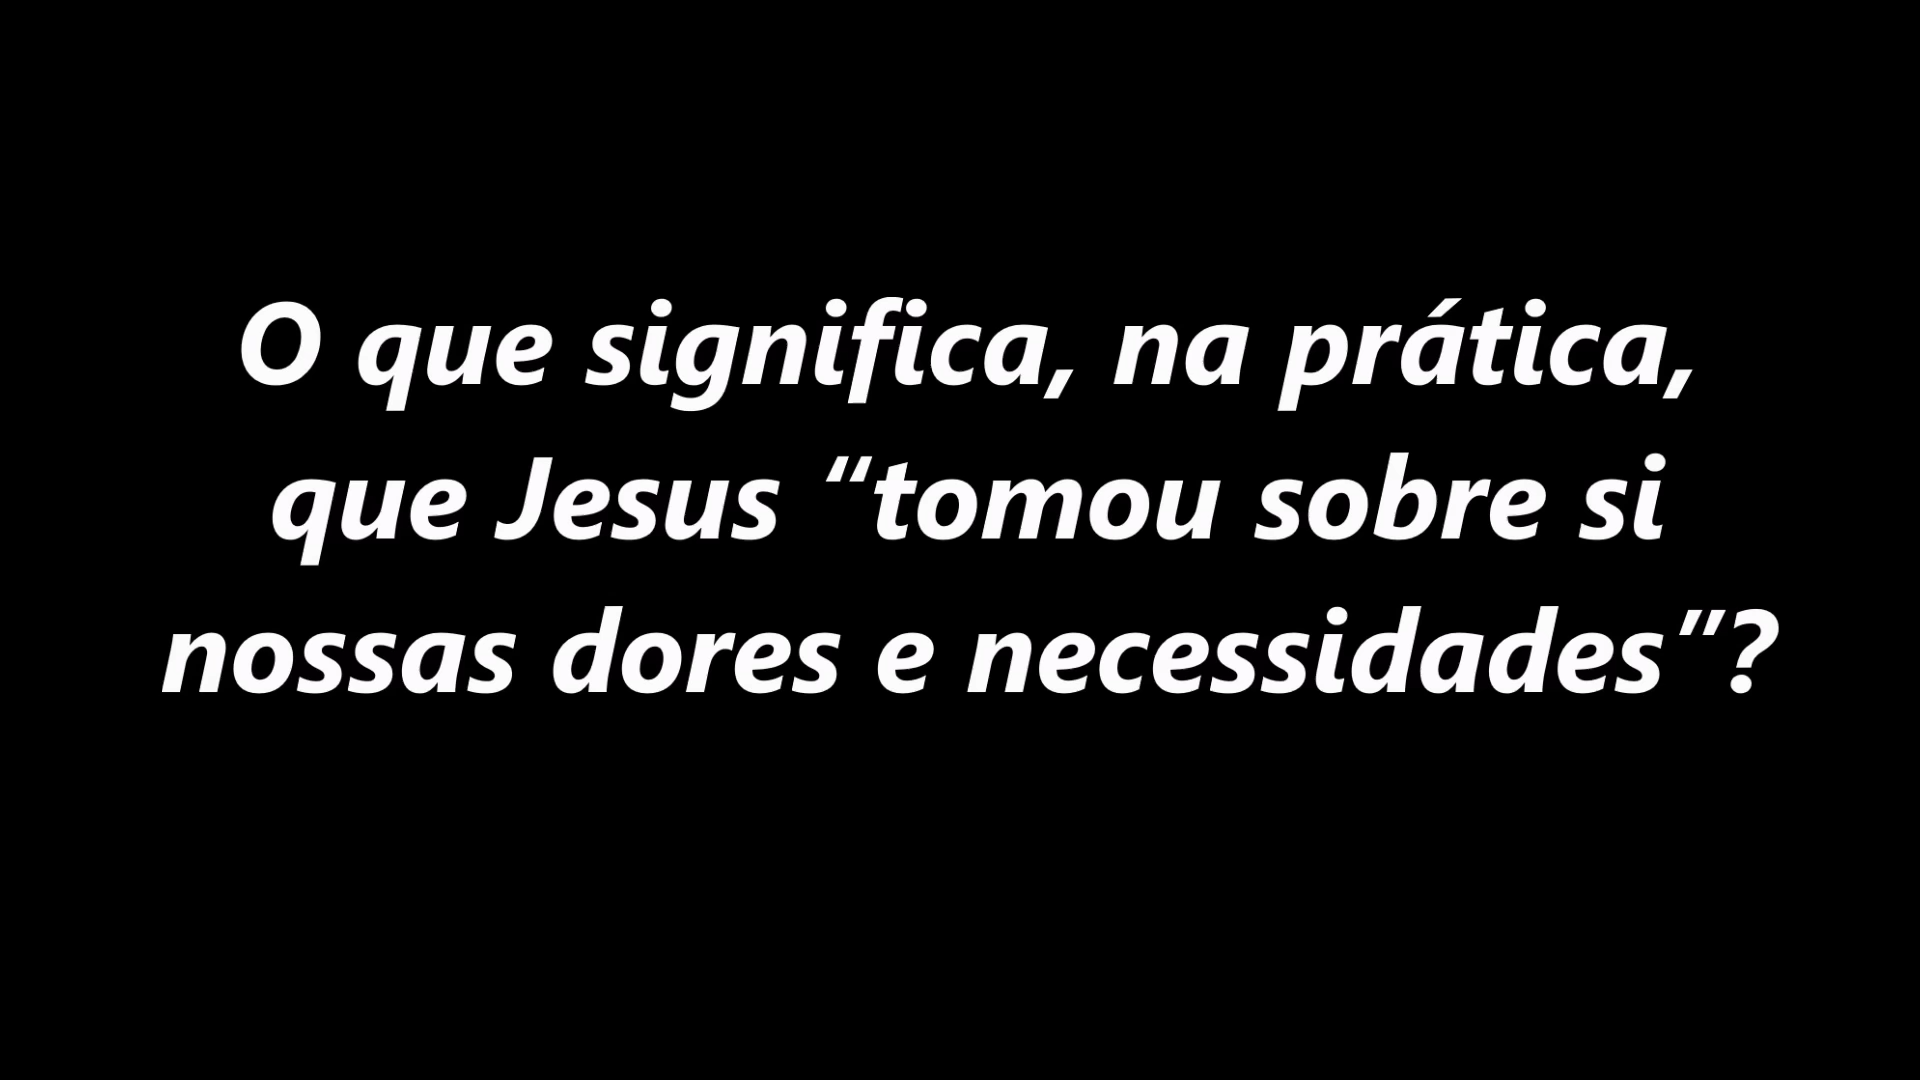 O que significa, na prática,
que Jesus “tomou sobre si
nossas dores e necessidades”?